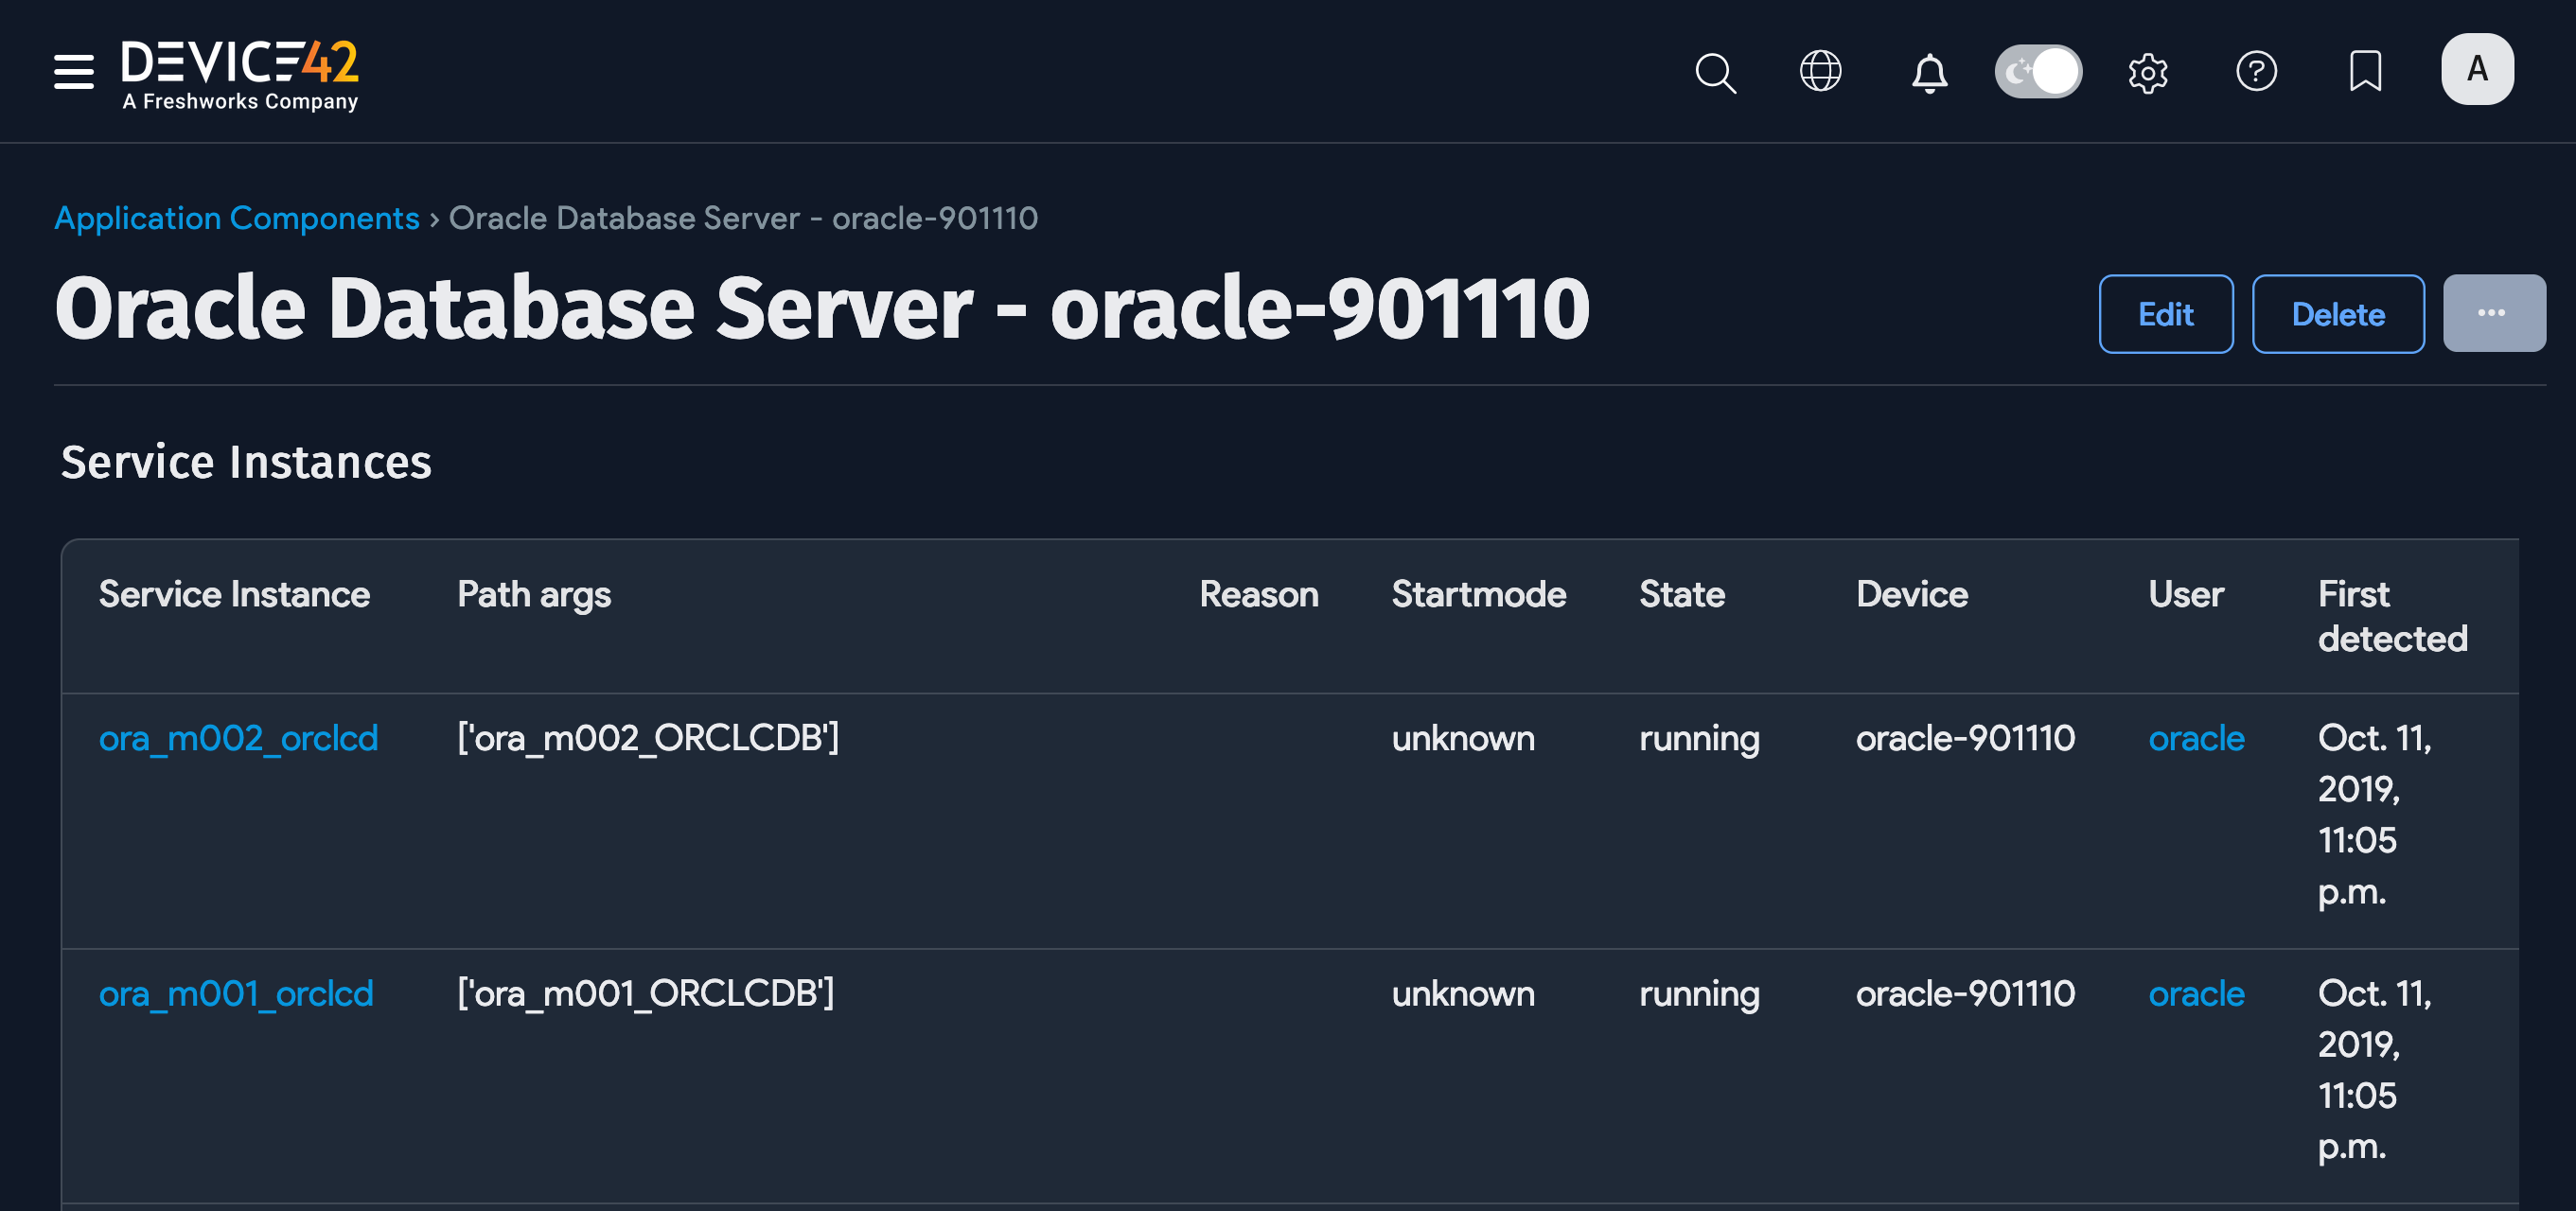 DEVICE42
A Freshworks Company
A
Application Components › Oracle Database Server - oracle-901110
Oracle Database Server - oracle-901110
Edit
Delete
...
Service Instances
Service Instance Path args Reason Startmode State Device User First
detected
ora_m002_orclcd ['ora_m002_ORCLCDB'] unknown running oracle-901110 oracle Oct. 11,
2019,
11:05
p.m.
ora_m001_orclcd ['ora_m001_ORCLCDB'] unknown running oracle-901110 oracle Oct. 11,
2019,
11:05
p.m.